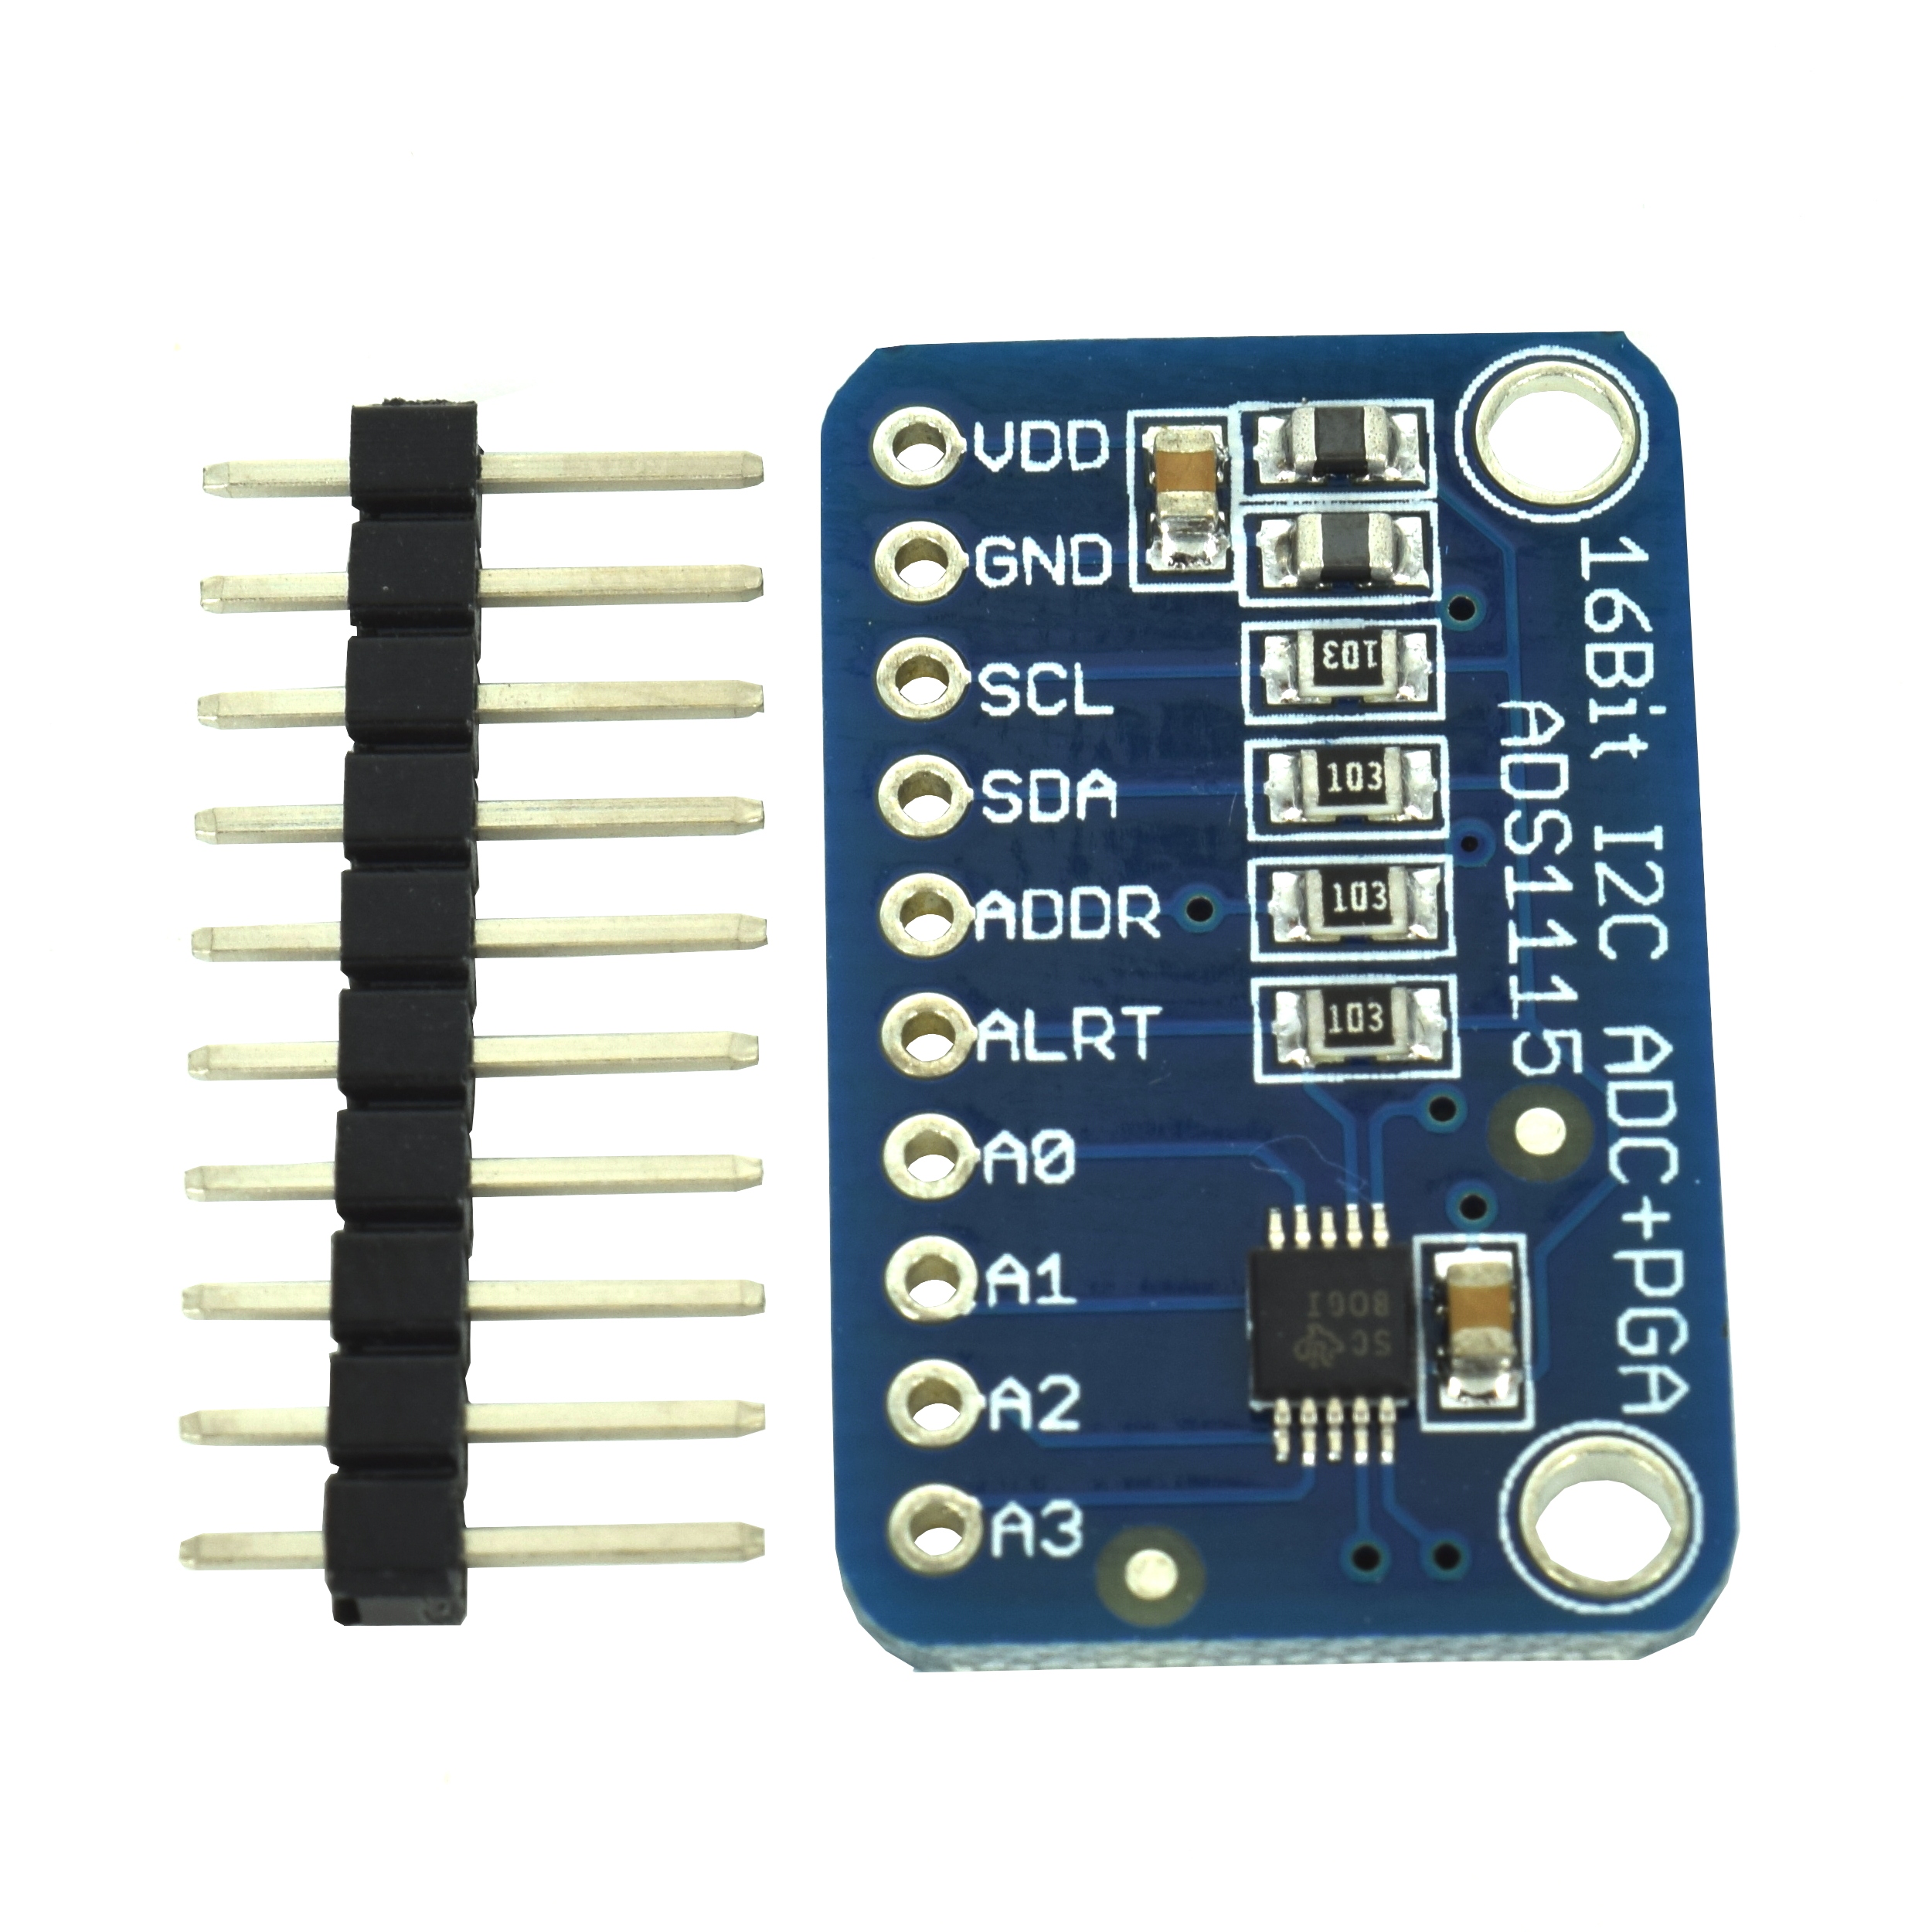 VDD
GND
SCL
SDA
ADDR
ALRT
A0
A1
A2
A3
103
103
103
103
16Bit I2C ADC+PGA
ADS1115
BOGI